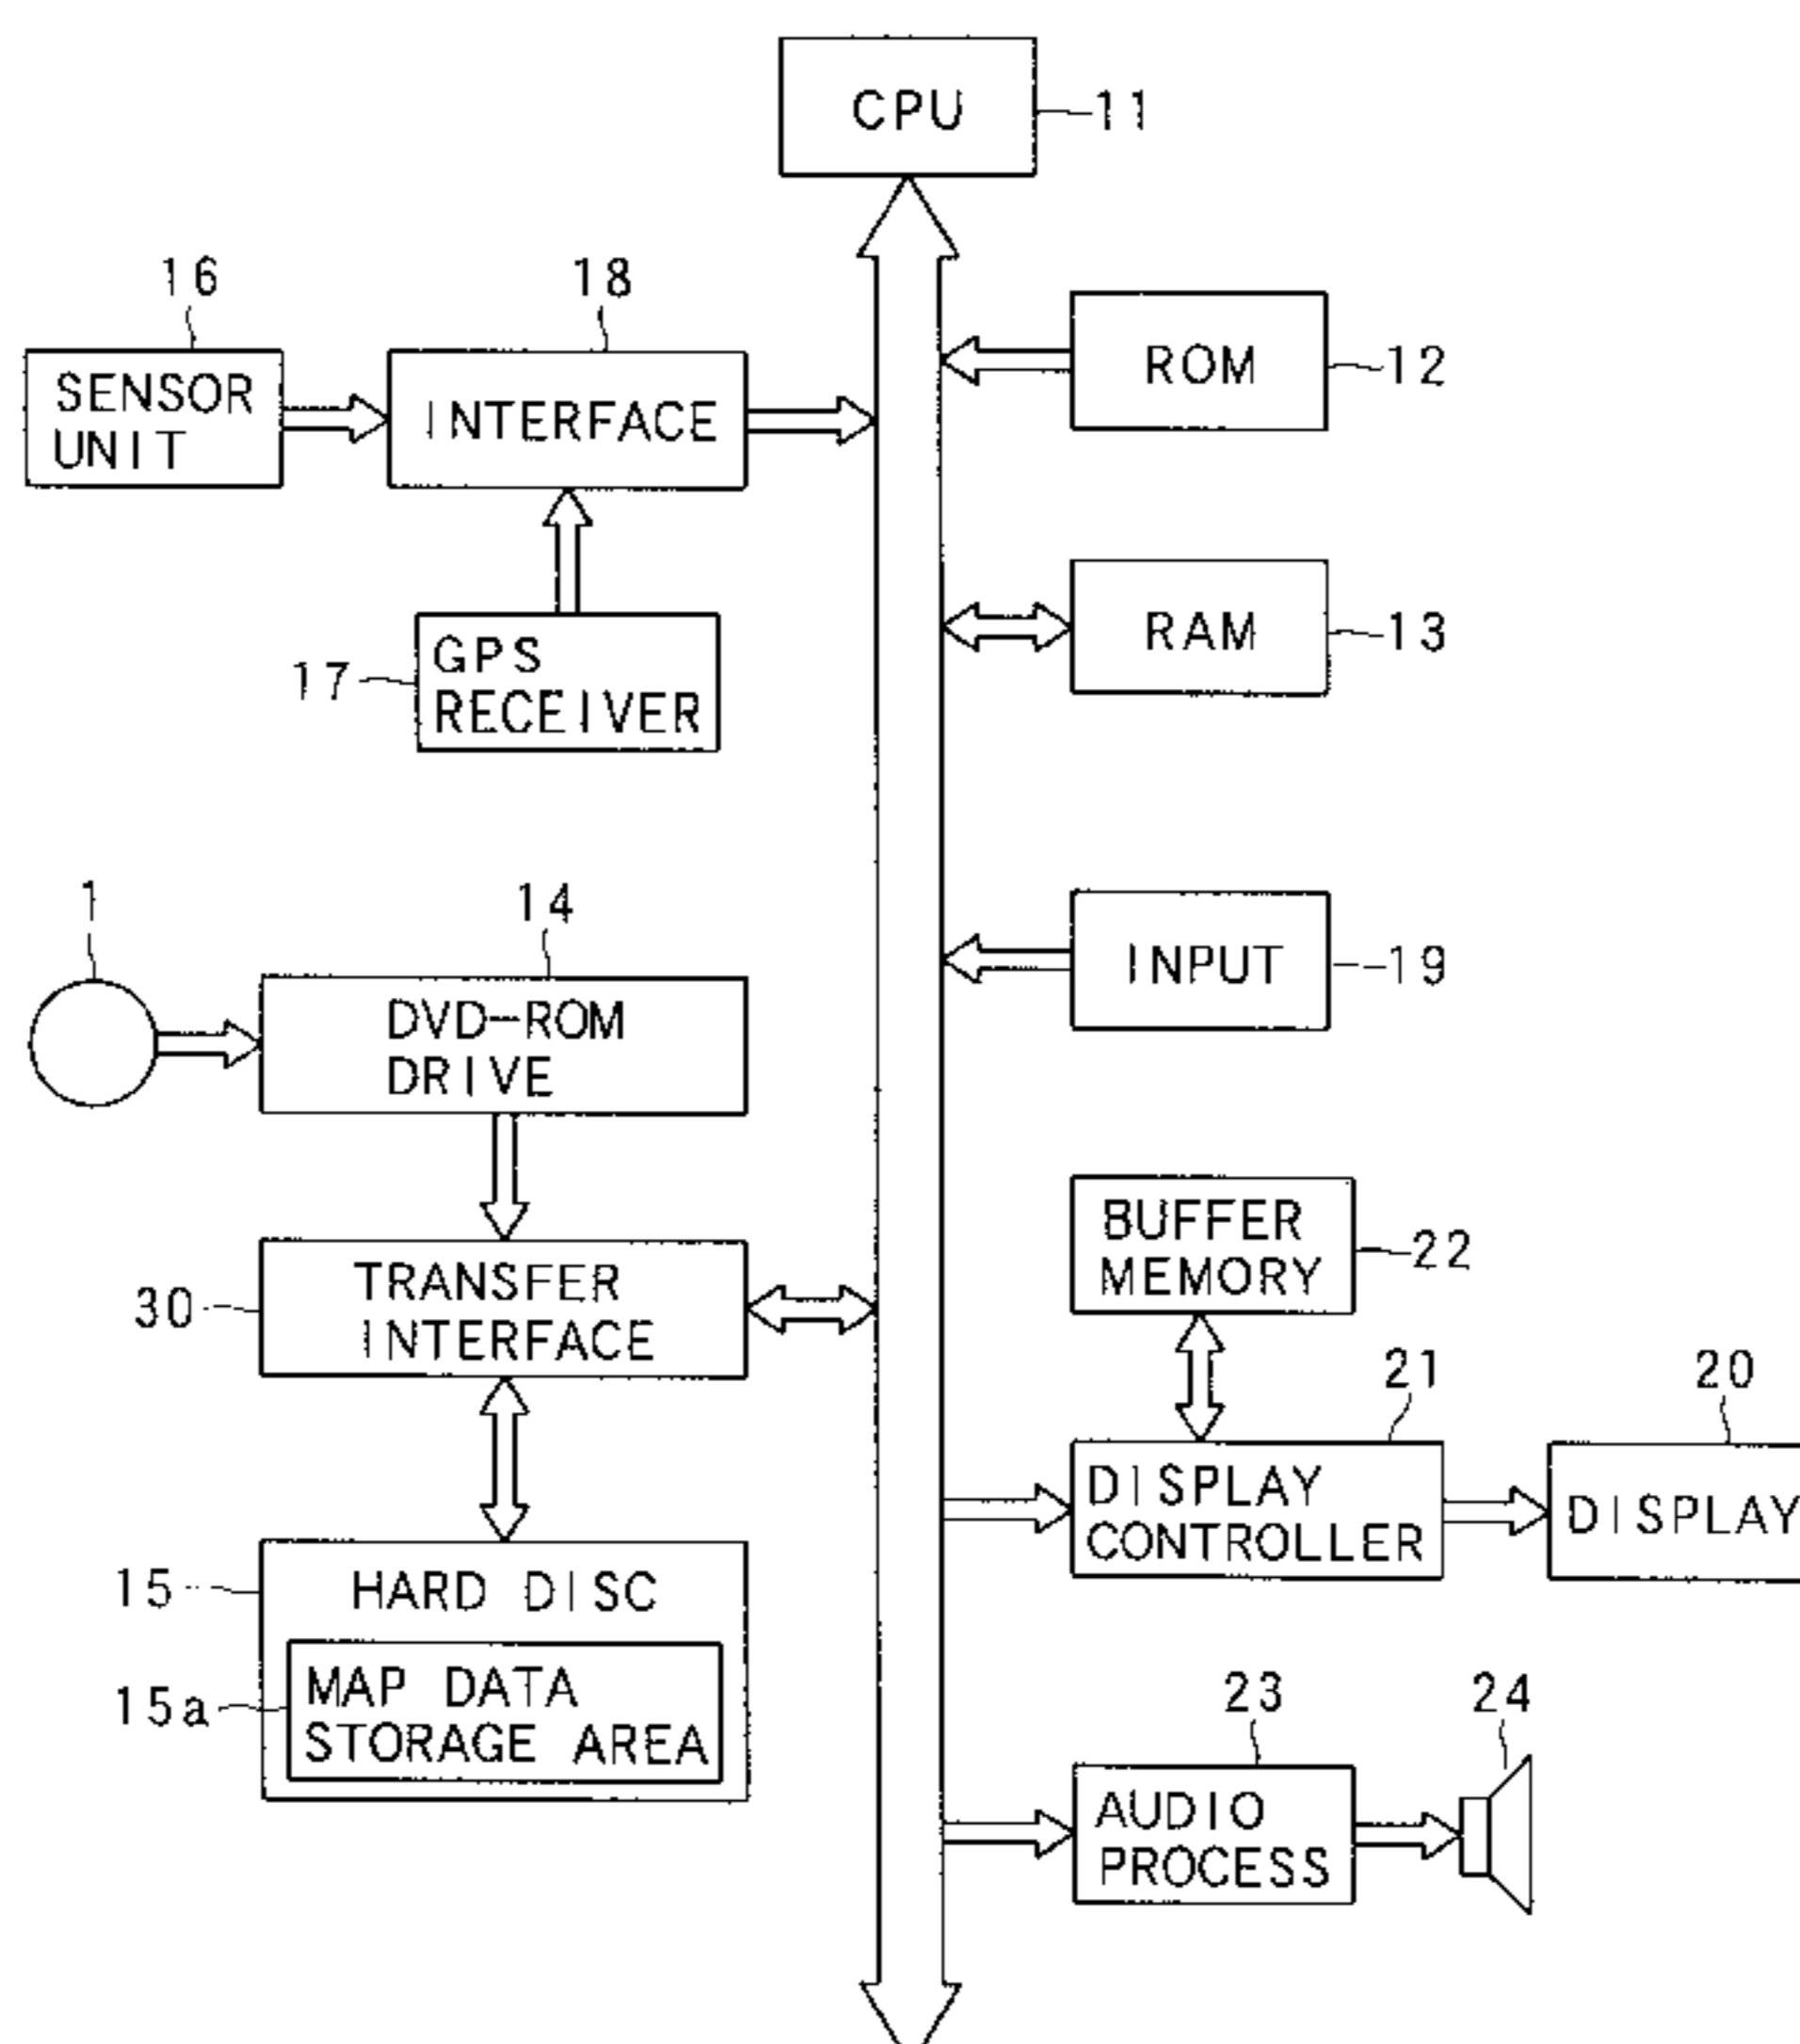 CPU
11
16
18
SENSOR
UNIT
INTERFACE
ROM
12
GPS
RECEIVER
17
RAM
13
1
14
DVD-ROM
DRIVE
INPUT
19
TRANSFER
INTERFACE
30
BUFFER
MEMORY
22
21
20
DISPLAY
CONTROLLER
DISPLAY
15
HARD DISC
15a
MAP DATA
STORAGE AREA
23
24
AUDIO
PROCESS